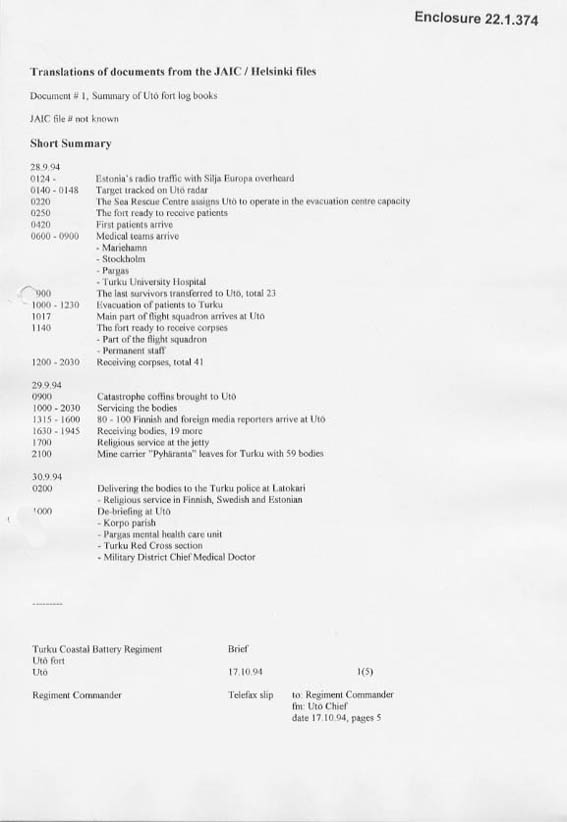 Enclosure 22.1.374
Translations of documents from the JAIC / Helsinki files
Document # 1, Summary of Utö fort log books
JAIC file # not known
Short Summary
28.9.94
0124 - Estonia's radio traffic with Silja Europa overheard
0140 - 0148 Target tracked on Utö radar
0220 The Sea Rescue Centre assigns Utö to operate in the evacuation centre capacity
0250 The fort ready to receive patients
0420 First patients arrive
0600 - 0900 Medical teams arrive
- Mariehamn
- Stockholm
- Pargas
- Turku University Hospital
900 The last survivors transferred to Utö, total 23
1000 - 1230 Evacuation of patients to Turku
1017 Main part of flight squadron arrives at Utö
1140 The fort ready to receive corpses
- Part of the flight squadron
- Permanent staff
1200 - 2030 Receiving corpses, total 41
29.9.94
0900 Catastrophe coffins brought to Utö
1000 - 2030 Servicing the bodies
1315 - 1600 80 - 100 Finnish and foreign media reporters arrive at Utö
1630 - 1945 Receiving bodies, 19 more
1700 Religious service at the jetty
2100 Mine carrier "Pyhäranta" leaves for Turku with 59 bodies
30.9.94
0200 Delivering the bodies to the Turku police at Latokari
- Religious service in Finnish, Swedish and Estonian
1000 De-briefing at Utö
- Korpo parish
- Pargas mental health care unit
- Turku Red Cross section
- Military District Chief Medical Doctor
---------
Turku Coastal Battery Regiment Brief
Utö fort
Utö 17.10.94 1(5)
Regiment Commander Telefax slip to: Regiment Commander
fm: Utö Chief
date 17.10.94, pages 5